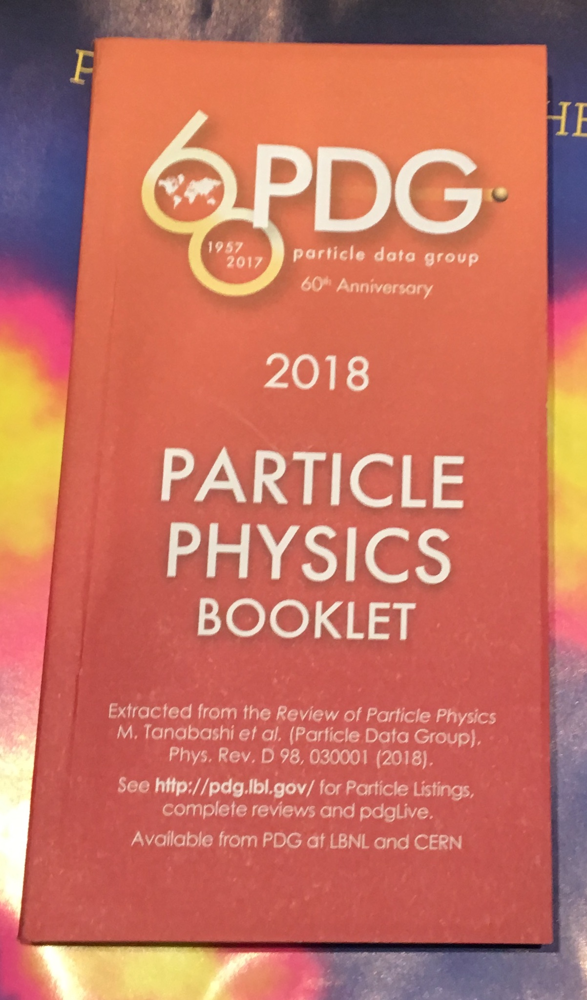 P
HE
60 PDG
1957
2017
particle data group
60th Anniversary
2018
PARTICLE
PHYSICS
BOOKLET
Extracted from the Review of Particle Physics
M. Tanabashi et al. (Particle Data Group),
Phys. Rev. D 98, 030001 (2018).
See http://pdg.lbl.gov/ for Particle Listings,
complete reviews and pdgLive.
Available from PDG at LBNL and CERN